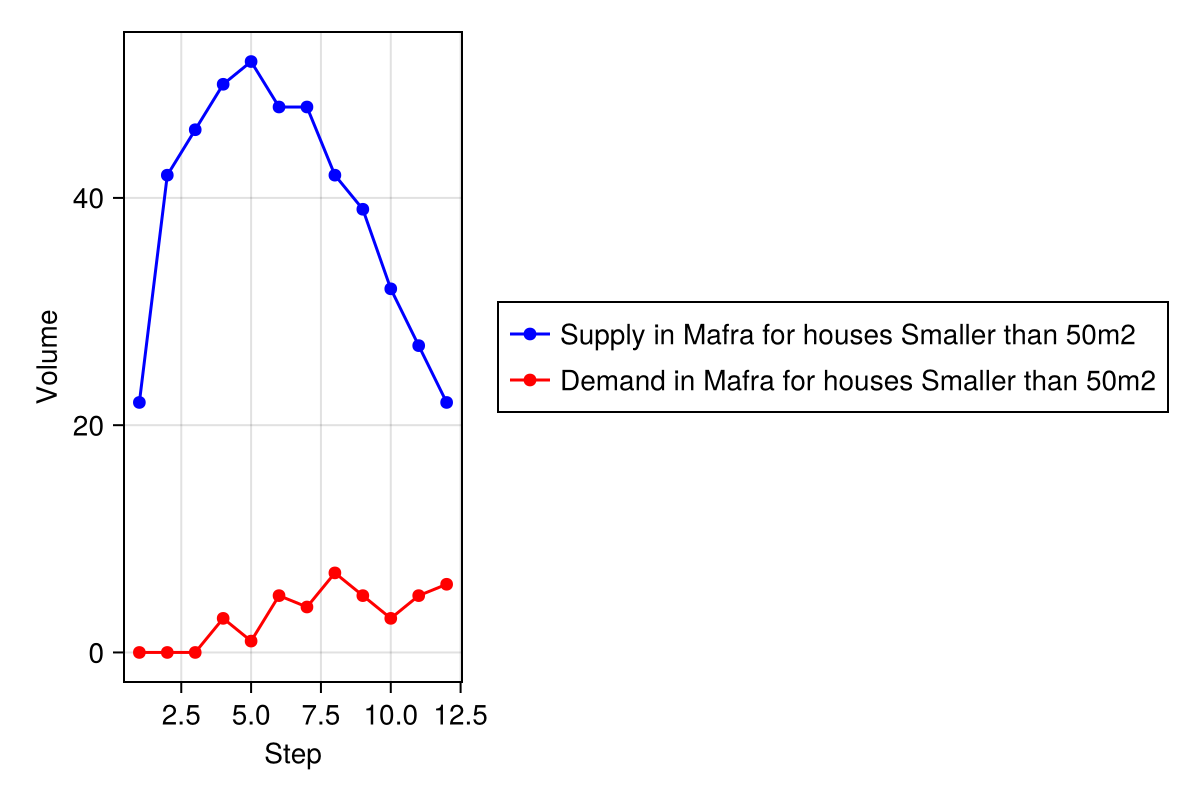 Volume
40
20
0
2.5 5.0 7.5 10.0 12.5
Step
Supply in Mafra for houses Smaller than 50m2
Demand in Mafra for houses Smaller than 50m2